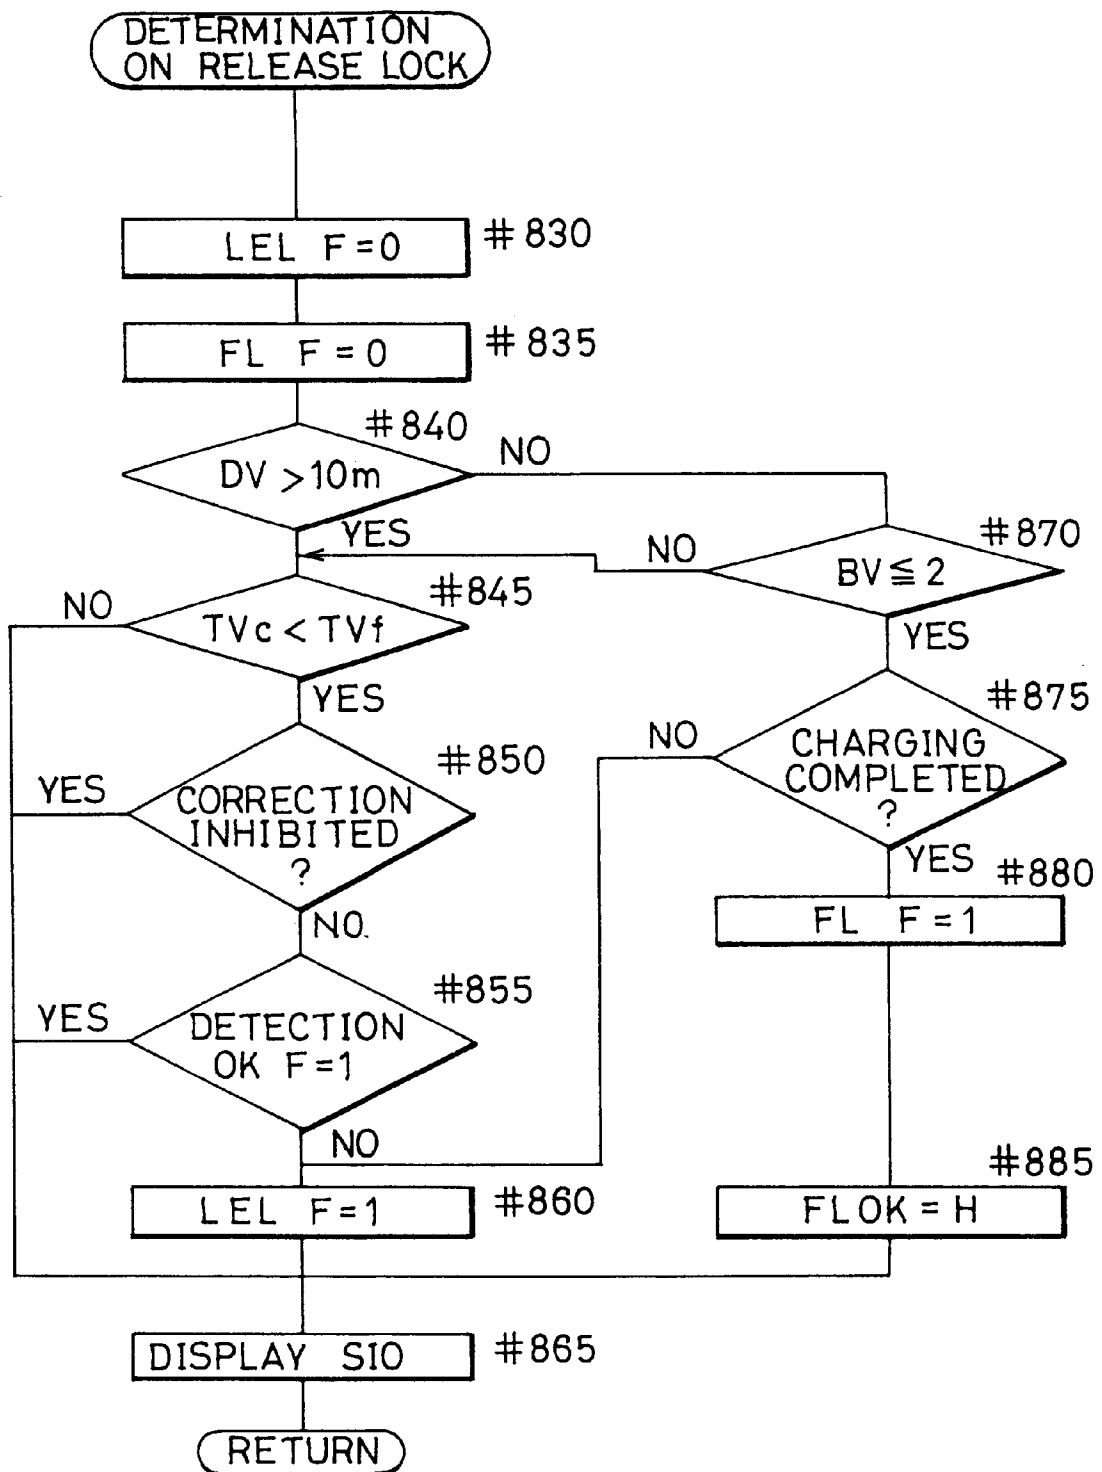 DETERMINATION
ON RELEASE LOCK
LEL F=0
#830
FL F=0
#835
#840
DV >10m
NO
YES
#870
NO
BV≦2
YES
#845
NO
TVc < TVf
YES
#875
NO
CHARGING
COMPLETED
?
YES
#850
YES
CORRECTION
INHIBITED
?
NO.
#880
FL F=1
#855
YES
DETECTION
OK F=1
NO
#885
FLOK = H
LEL F=1
#860
DISPLAY SIO
#865
RETURN